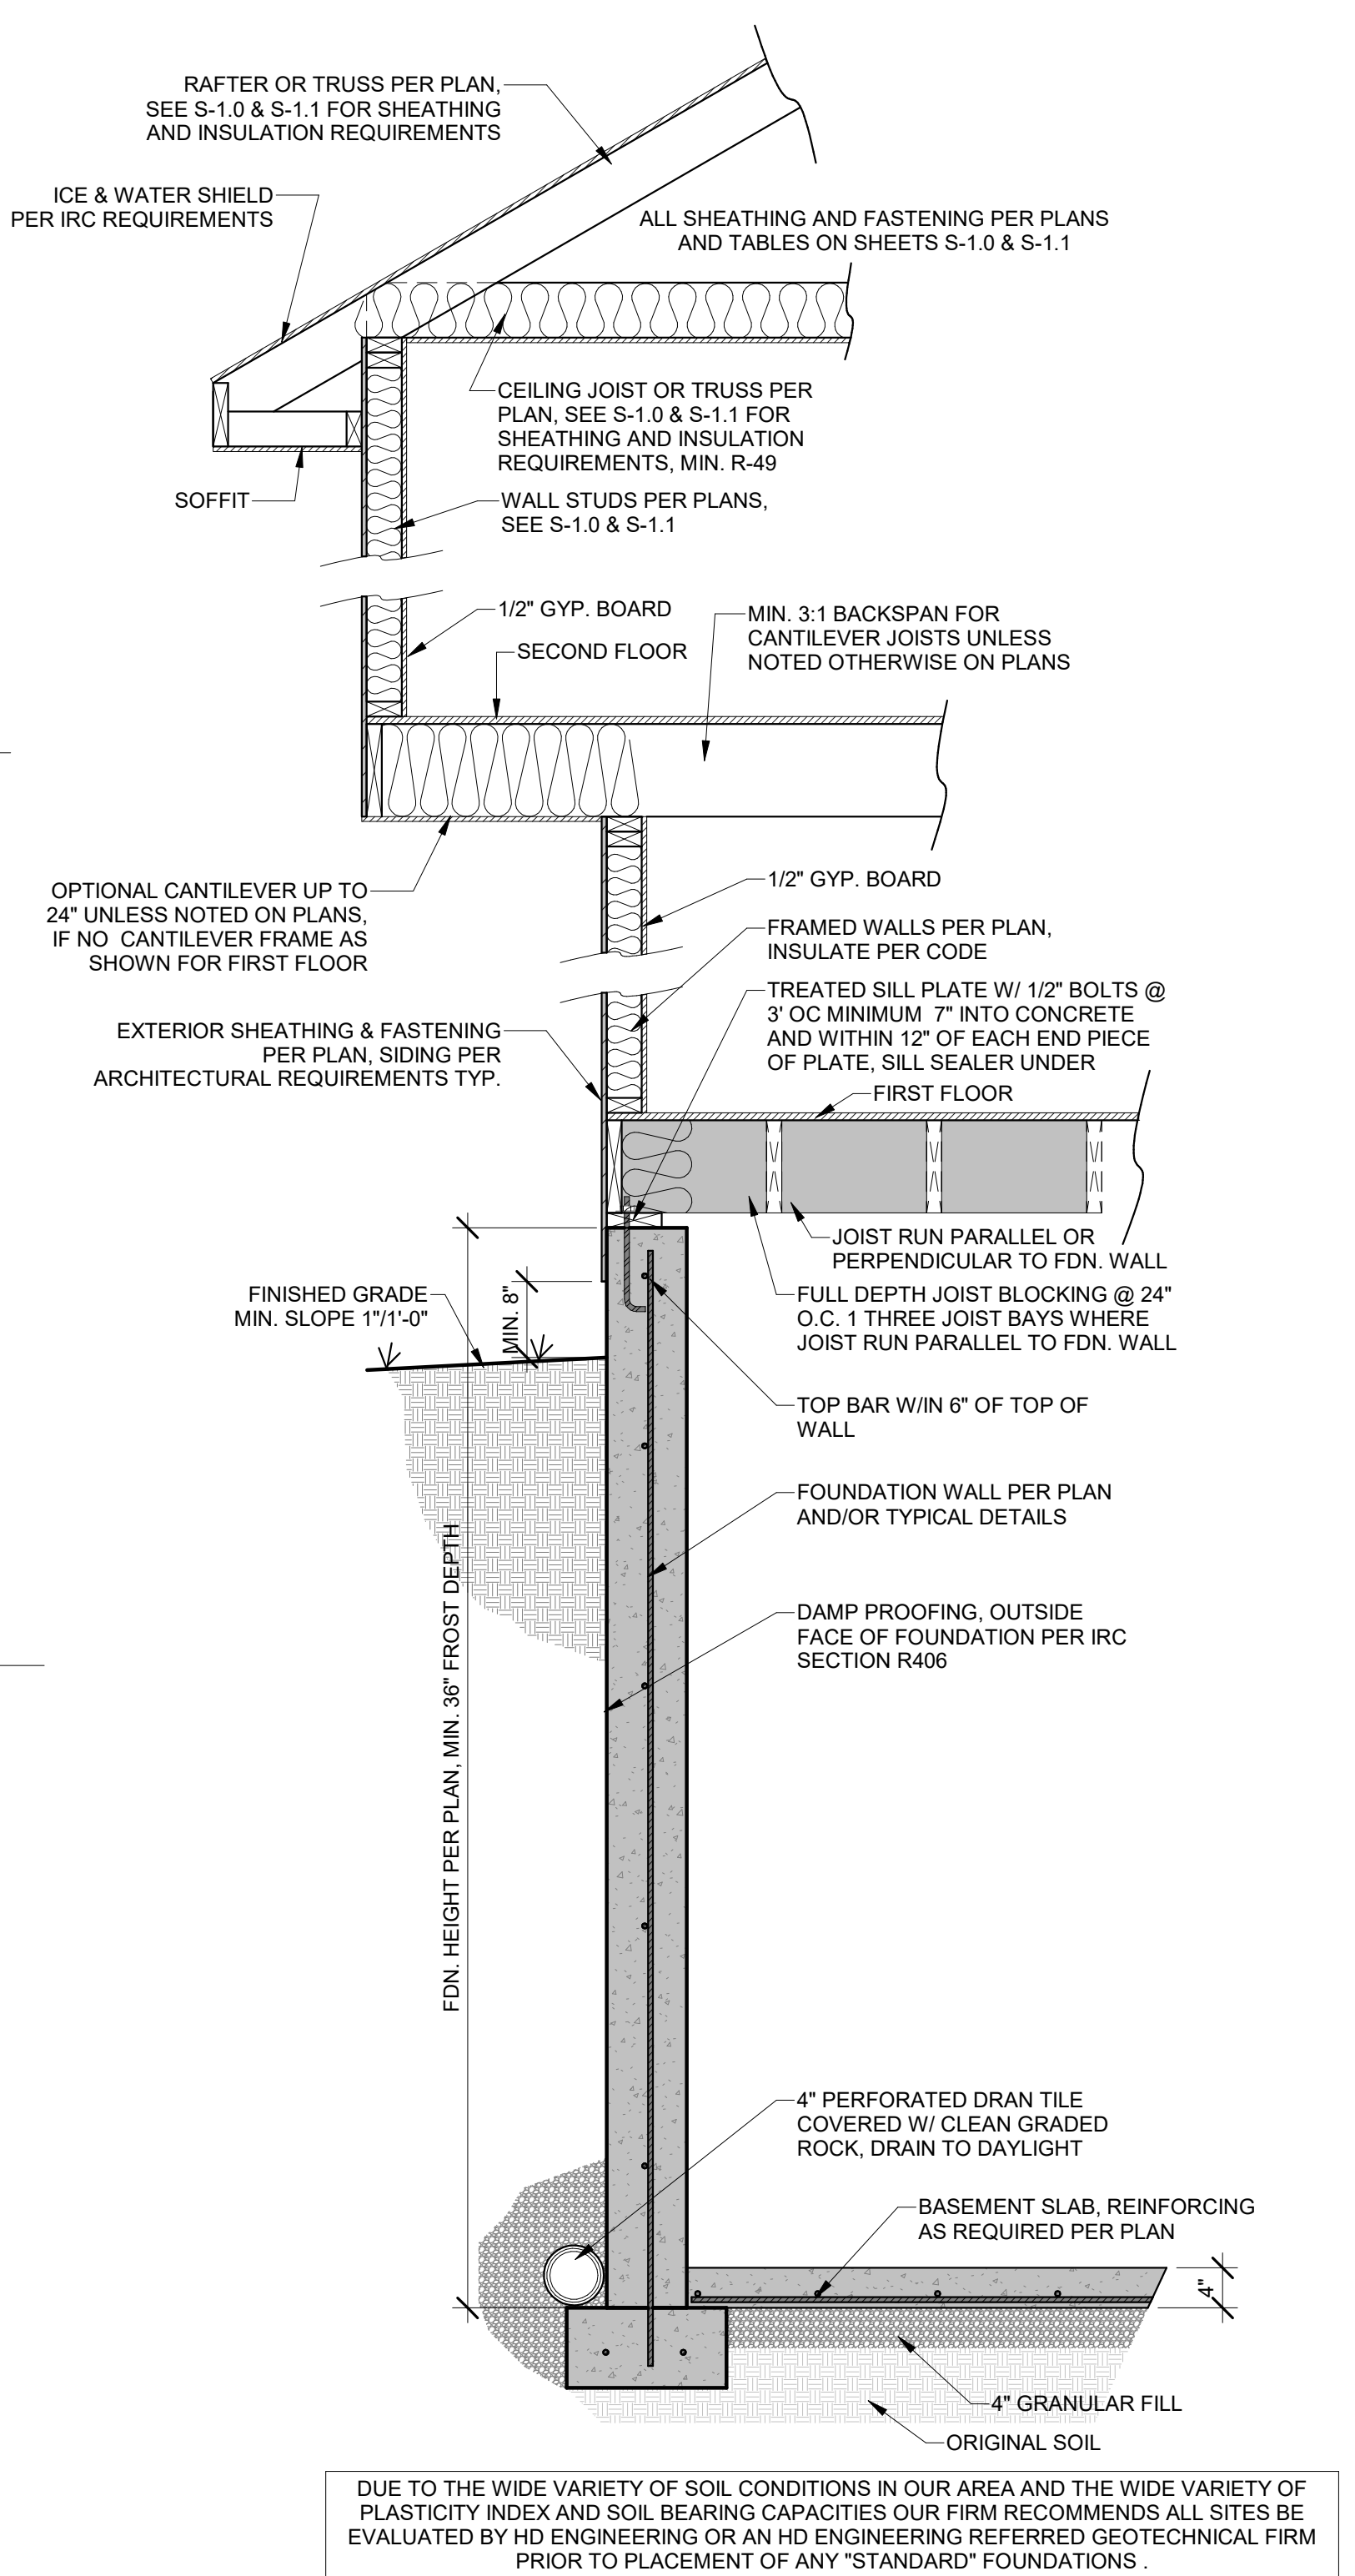 RAFTER OR TRUSS PER PLAN,
SEE S-1.0 & S-1.1 FOR SHEATHING
AND INSULATION REQUIREMENTS
ICE & WATER SHIELD
PER IRC REQUIREMENTS
ALL SHEATHING AND FASTENING PER PLANS
AND TABLES ON SHEETS S-1.0 & S-1.1
CEILING JOIST OR TRUSS PER
PLAN, SEE S-1.0 & S-1.1 FOR
SHEATHING AND INSULATION
REQUIREMENTS, MIN. R-49
SOFFIT
WALL STUDS PER PLANS,
SEE S-1.0 & S-1.1
1/2" GYP. BOARD
SECOND FLOOR
MIN. 3:1 BACKSPAN FOR
CANTILEVER JOISTS UNLESS
NOTED OTHERWISE ON PLANS
OPTIONAL CANTILEVER UP TO
24" UNLESS NOTED ON PLANS,
IF NO CANTILEVER FRAME AS
SHOWN FOR FIRST FLOOR
1/2" GYP. BOARD
FRAMED WALLS PER PLAN,
INSULATE PER CODE
TREATED SILL PLATE W/ 1/2" BOLTS @
3' OC MINIMUM 7" INTO CONCRETE
AND WITHIN 12" OF EACH END PIECE
OF PLATE, SILL SEALER UNDER
EXTERIOR SHEATHING & FASTENING
PER PLAN, SIDING PER
ARCHITECTURAL REQUIREMENTS TYP.
FIRST FLOOR
JOIST RUN PARALLEL OR
PERPENDICULAR TO FDN. WALL
FINISHED GRADE
MIN. SLOPE 1"/1'-0"
MIN. 8"
FULL DEPTH JOIST BLOCKING @ 24"
O.C. 1 THREE JOIST BAYS WHERE
JOIST RUN PARALLEL TO FDN. WALL
TOP BAR W/IN 6" OF TOP OF
WALL
FOUNDATION WALL PER PLAN
AND/OR TYPICAL DETAILS
DAMP PROOFING, OUTSIDE
FACE OF FOUNDATION PER IRC
SECTION R406
FDN. HEIGHT PER PLAN, MIN. 36" FROST DEPTH
4" PERFORATED DRAN TILE
COVERED W/ CLEAN GRADED
ROCK, DRAIN TO DAYLIGHT
BASEMENT SLAB, REINFORCING
AS REQUIRED PER PLAN
4"
4" GRANULAR FILL
ORIGINAL SOIL
DUE TO THE WIDE VARIETY OF SOIL CONDITIONS IN OUR AREA AND THE WIDE VARIETY OF
PLASTICITY INDEX AND SOIL BEARING CAPACITIES OUR FIRM RECOMMENDS ALL SITES BE
EVALUATED BY HD ENGINEERING OR AN HD ENGINEERING REFERRED GEOTECHNICAL FIRM
PRIOR TO PLACEMENT OF ANY "STANDARD" FOUNDATIONS .